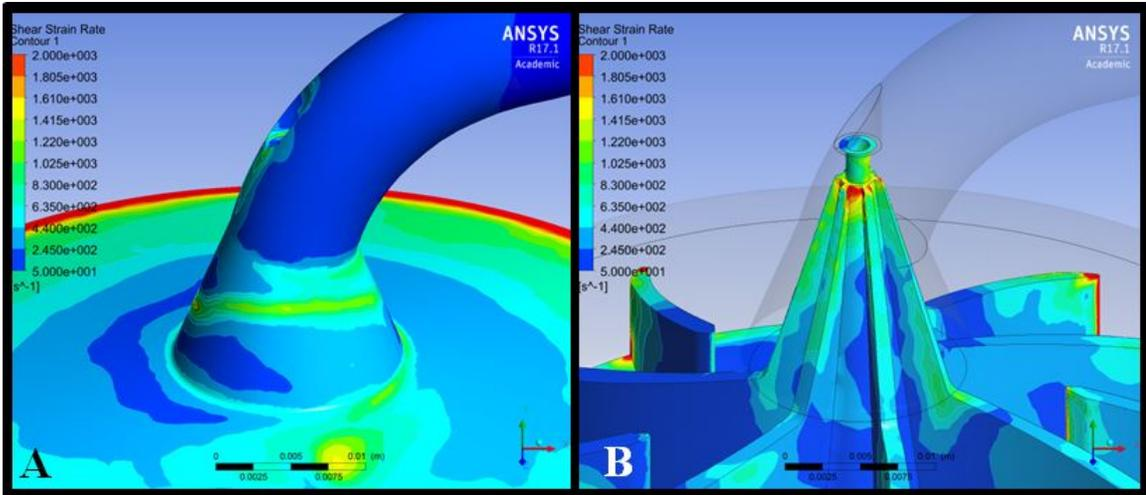 Shear Strain Rate
Contour 1
2.000e+003
1.805e+003
1.610e+003
1.415e+003
1.220e+003
1.025e+003
8.300e+002
6.350e+002
4.400e+002
2.450e+002
5.000e+001
[s^-1]
ANSYS
R17.1
Academic
0
0.005
0.01
(m)
0.0025
0.0075
A
Shear Strain Rate
Contour 1
2.000e+003
1.805e+003
1.610e+003
1.415e+003
1.220e+003
1.025e+003
8.300e+002
6.350e+002
4.400e+002
2.450e+002
5.000e+001
[s^-1]
ANSYS
R17.1
Academic
0
0.005
0.01
(m)
0.0025
0.0075
B